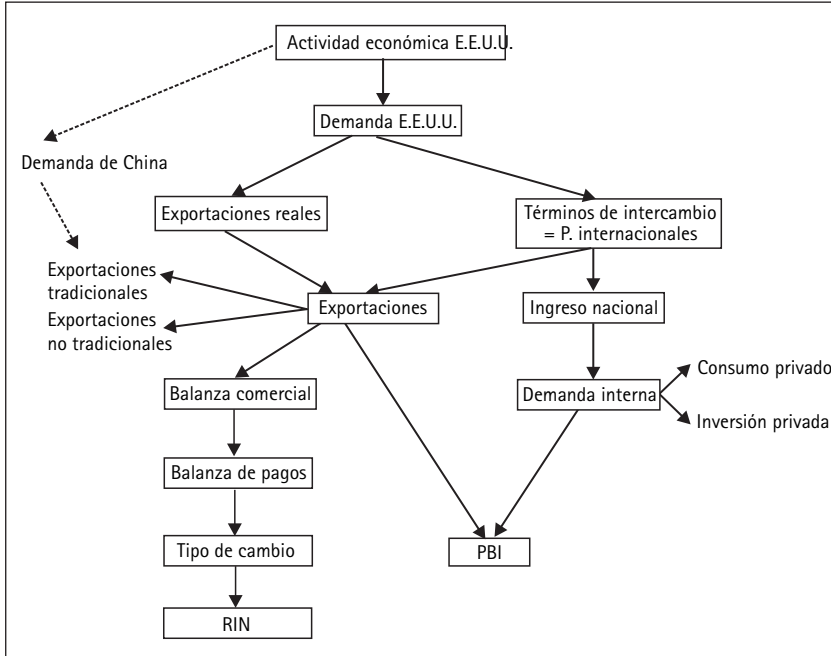 Actividad económica E.E.U.U.
Demanda E.E.U.U.
Demanda de China
Exportaciones reales
Términos de intercambio
= P. internacionales
Exportaciones
tradicionales
Exportaciones
no tradicionales
Exportaciones
Ingreso nacional
Balanza comercial
Demanda interna
Consumo privado
Inversión privada
Balanza de pagos
Tipo de cambio
PBI
RIN